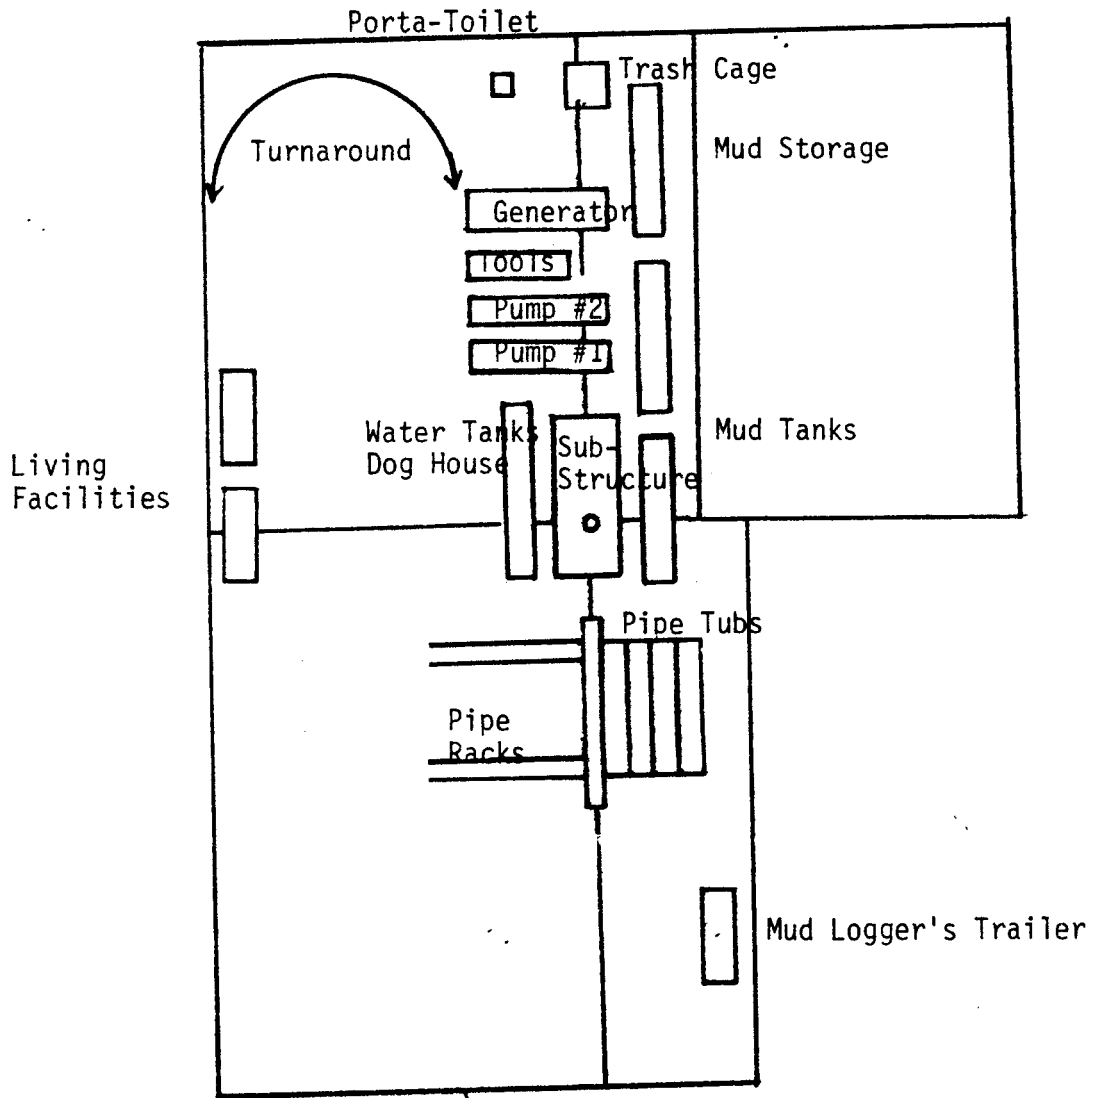 Porta-Toilet
Trash Cage
Turnaround
Mud Storage
Generator
Tools
Pump #2
Pump #1
Water Tanks
Dog House
Sub-
Structure
Mud Tanks
Living
Facilities
Pipe Tubs
Pipe
Racks
Mud Logger's Trailer